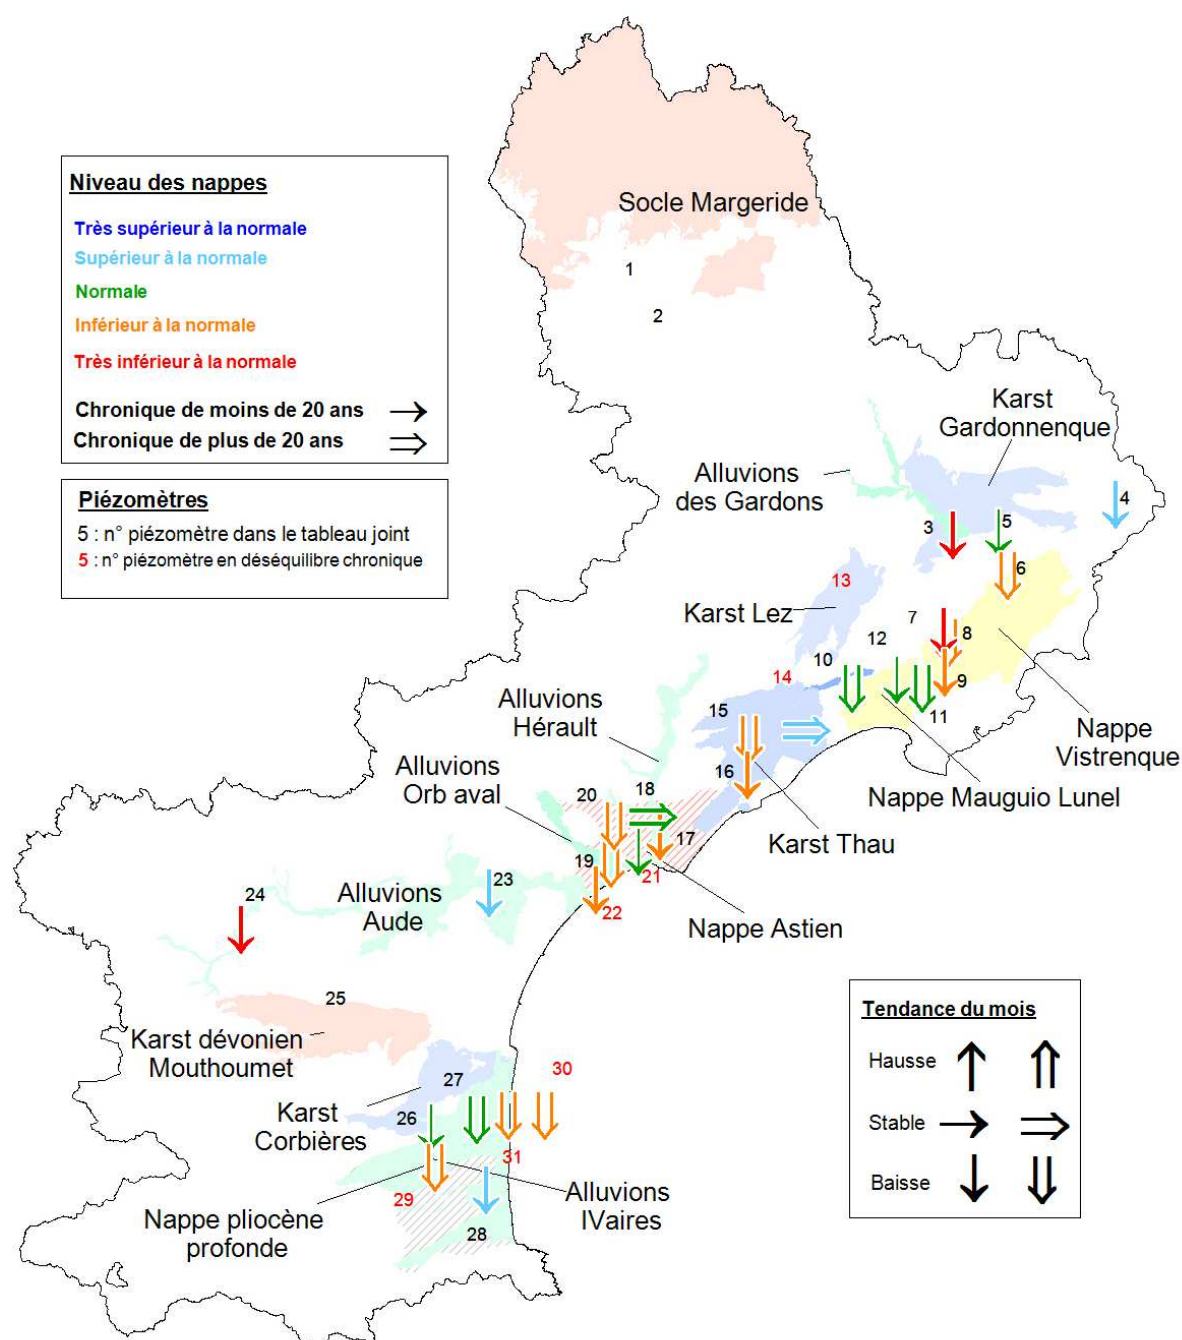 Niveau des nappes
Très supérieur à la normale
Supérieur à la normale
Normale
Inférieur à la normale
Très inférieur à la normale
Chronique de moins de 20 ans
Chronique de plus de 20 ans
Piézomètres
5 : n° piézomètre dans le tableau joint
5 : n° piézomètre en déséquilibre chronique
Socle Margeride
1
2
Karst
Gardonnenque
Alluvions
des Gardons
3
5
4
6
13
Karst Lez
7
8
12
10
14
9
11
Alluvions
Hérault
15
Nappe
Vistrenque
Alluvions
Orb aval
16
20
18
Nappe Mauguio Lunel
17
Karst Thau
19
21
24
Alluvions
Aude
23
22
Nappe Astien
25
Karst dévonien
Mouthoumet
27
30
Karst
Corbières
26
31
29
Alluvions
IVaires
Nappe pliocène
profonde
28
Tendance du mois
Hausse
Stable
Baisse